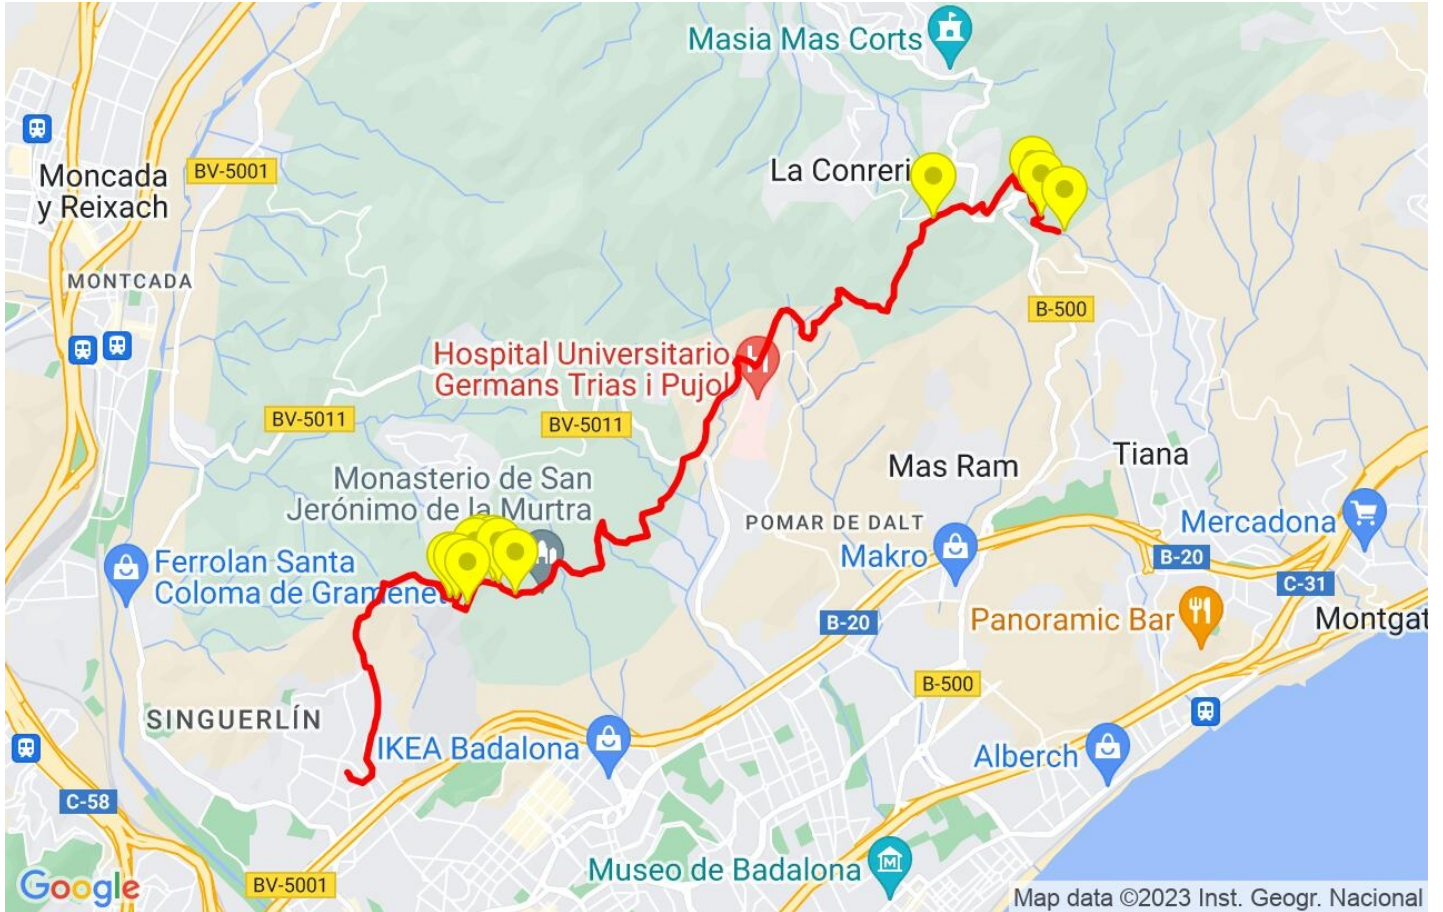 Masia Mas Corts
La Conreri
Moncada
y Reixach
BV-5001
MONTCADA
B-500
Hospital Universitario
Germans Trias i Pujol
BV-5011
BV-5011
Mas Ram
Tiana
Monasterio de San
Jerónimo de la Murtra
POMAR DE DALT
Mercadona
Makro
B-20
C-31
Ferrolan Santa
Coloma de Gramenet
B-20
Panoramic Bar
Montgat
B-500
SINGUERLÍN
IKEA Badalona
Alberch
C-58
Museo de Badalona
M
BV-5001
Google
Map data ©2023 Inst. Geogr. Nacional